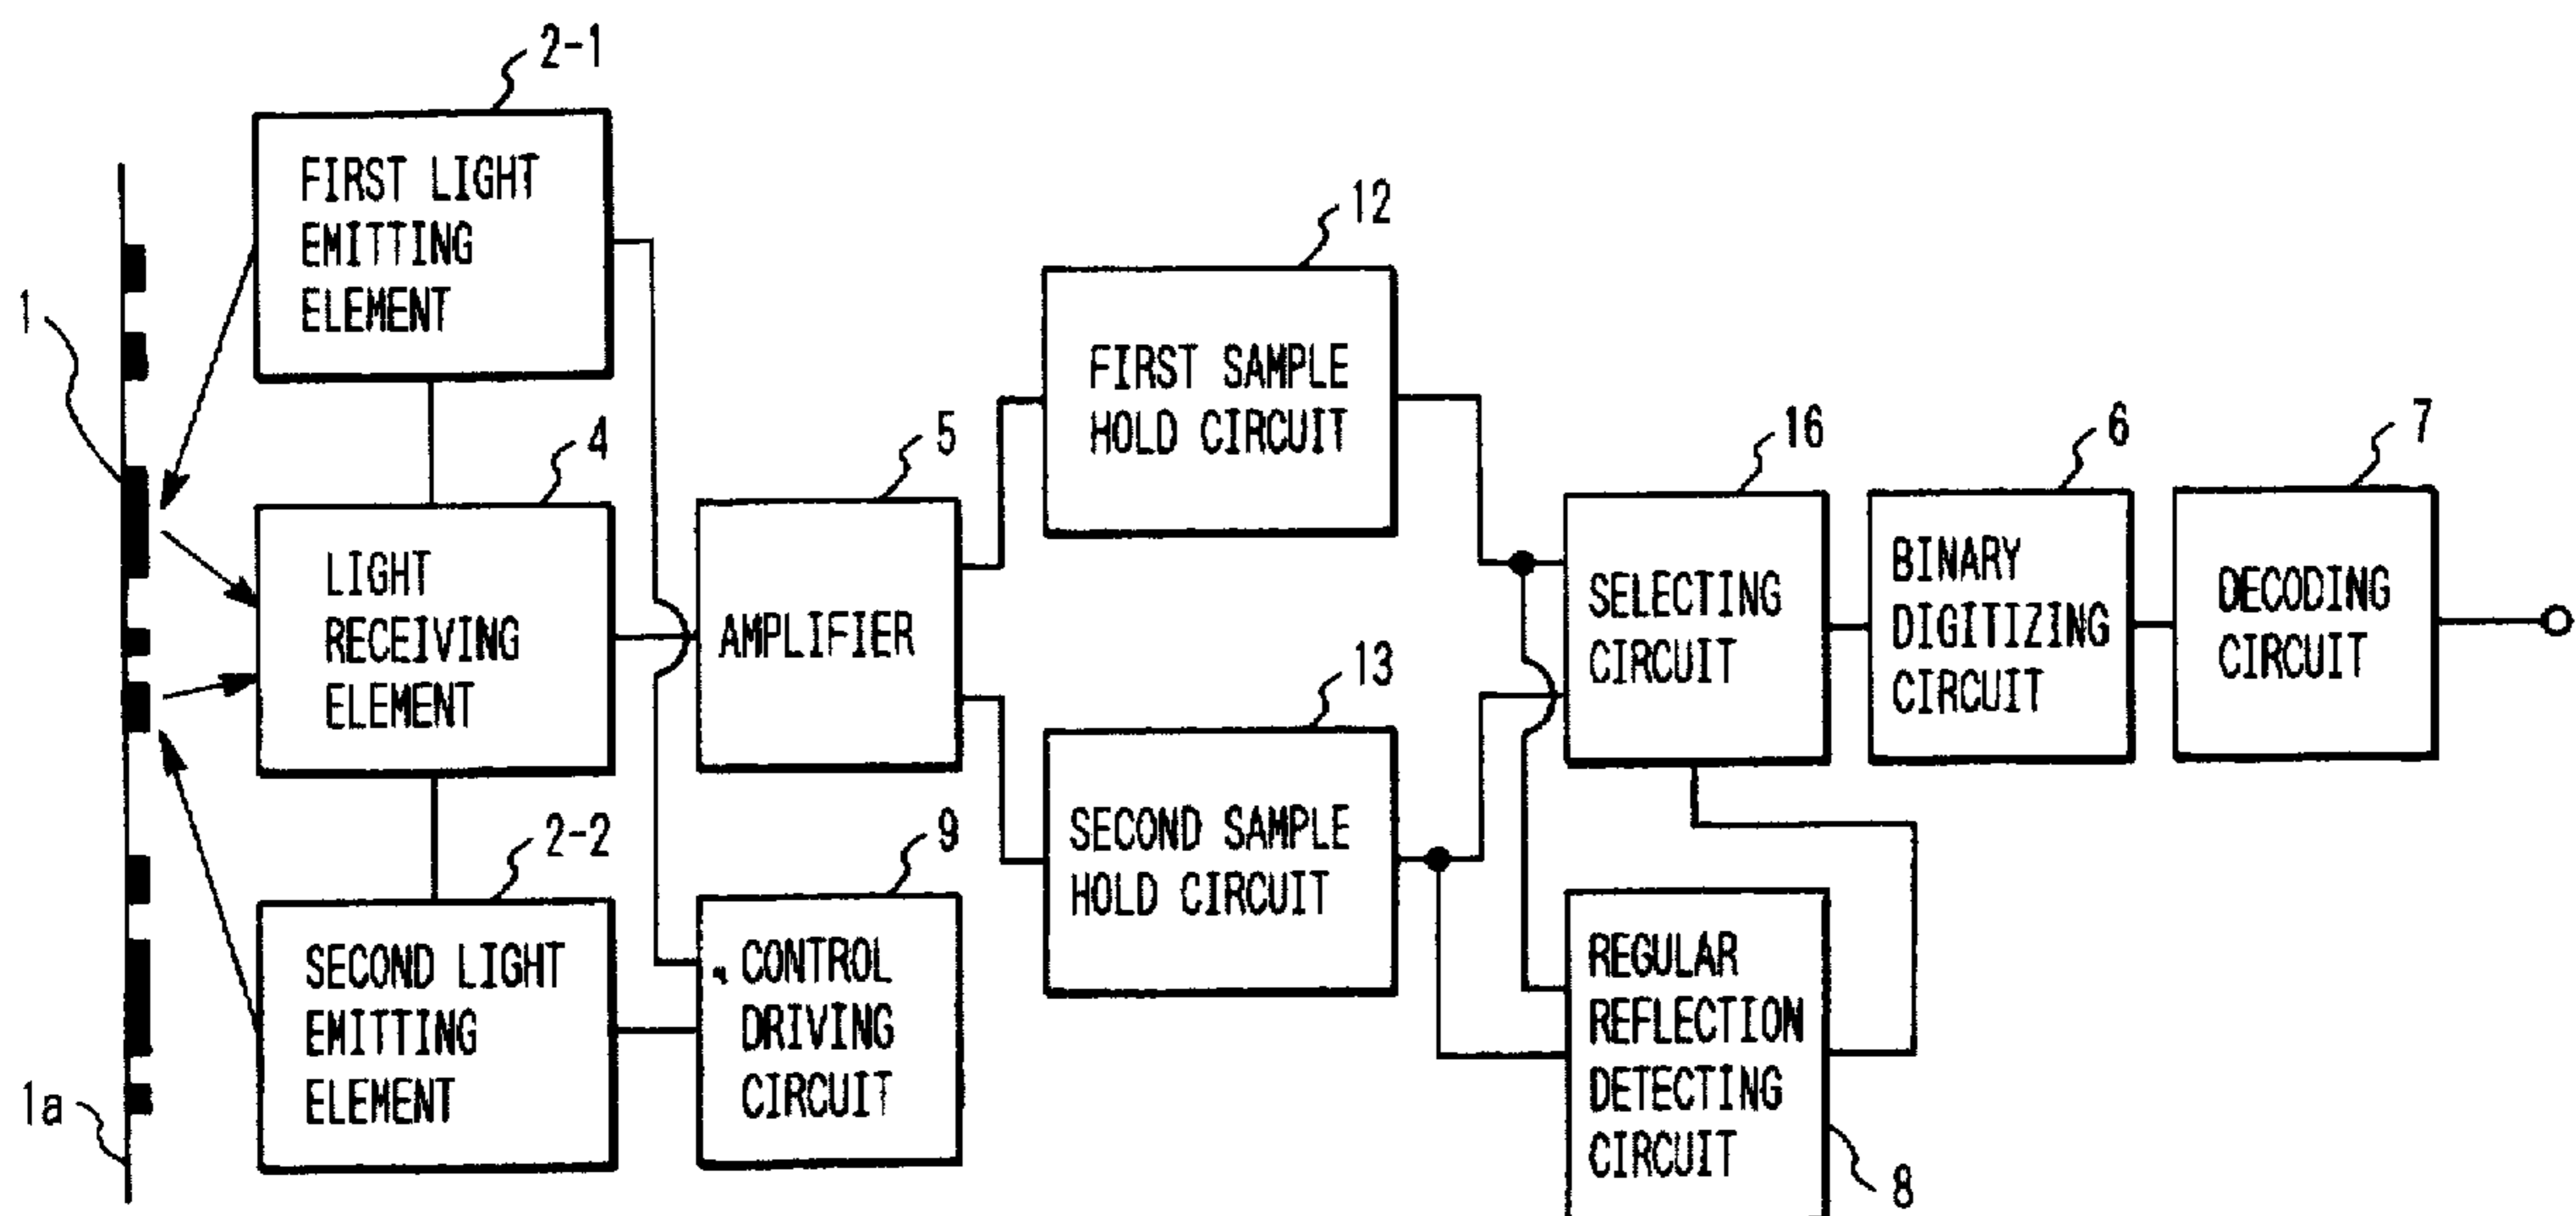 2-1
FIRST LIGHT
EMITTING
ELEMENT
1
12
FIRST SAMPLE
HOLD CIRCUIT
4
LIGHT
RECEIVING
ELEMENT
5
AMPLIFIER
16
SELECTING
CIRCUIT
6
BINARY
DIGITIZING
CIRCUIT
7
DECODING
CIRCUIT
13
SECOND SAMPLE
HOLD CIRCUIT
2-2
SECOND LIGHT
EMITTING
ELEMENT
9
CONTROL
DRIVING
CIRCUIT
REGULAR
REFLECTION
DETECTING
CIRCUIT
8
1a